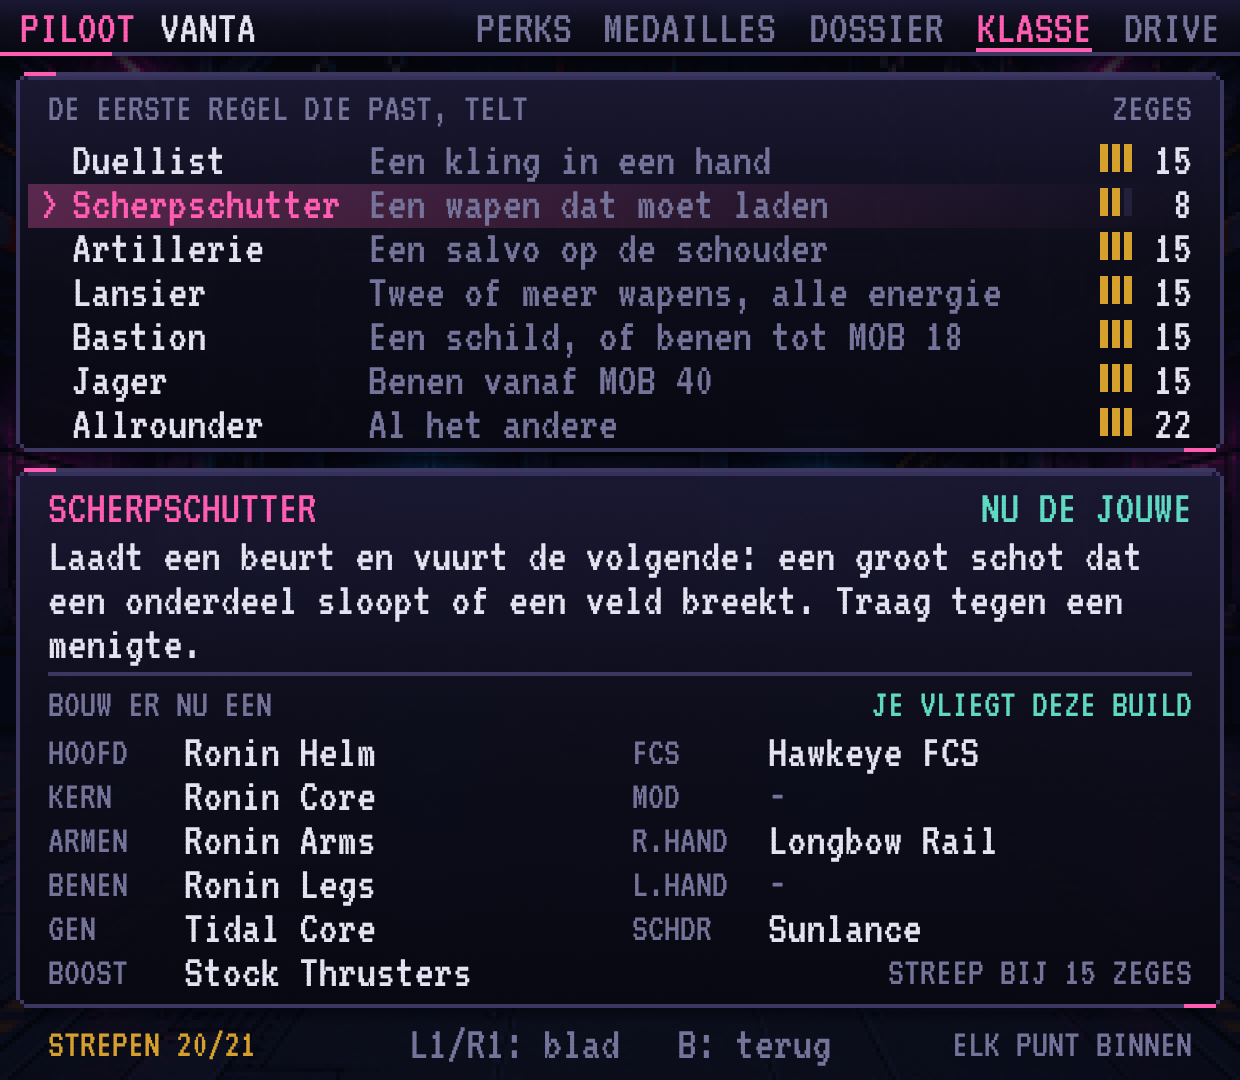 PILOOT VANTA PERKS MEDAILLES DOSSIER KLASSE DRIVE
DE EERSTE REGEL DIE PAST, TELT ZEGES
Duellist Een kling in een hand 15
> Scherpschutter Een wapen dat moet laden 8
Artillerie Een salvo op de schouder 15
Lansier Twee of meer wapens, alle energie 15
Bastion Een schild, of benen tot MOB 18 15
Jager Benen vanaf MOB 40 15
Allrounder Al het andere 22
SCHERPSCHUTTER NU DE JOUWE
Laadt een beurt en vuurt de volgende: een groot schot dat
een onderdeel sloopt of een veld breekt. Traag tegen een
menigte.
BOUW ER NU EEN JE VLIEGT DEZE BUILD
HOOFD Ronin Helm FCS Hawkeye FCS
KERN Ronin Core MOD -
ARMEN Ronin Arms R.HAND Longbow Rail
BENEN Ronin Legs L.HAND -
GEN Tidal Core SCHDR Sunlance
BOOST Stock Thrusters STREEP BIJ 15 ZEGES
STREPEN 20/21 L1/R1: blad B: terug ELK PUNT BINNEN